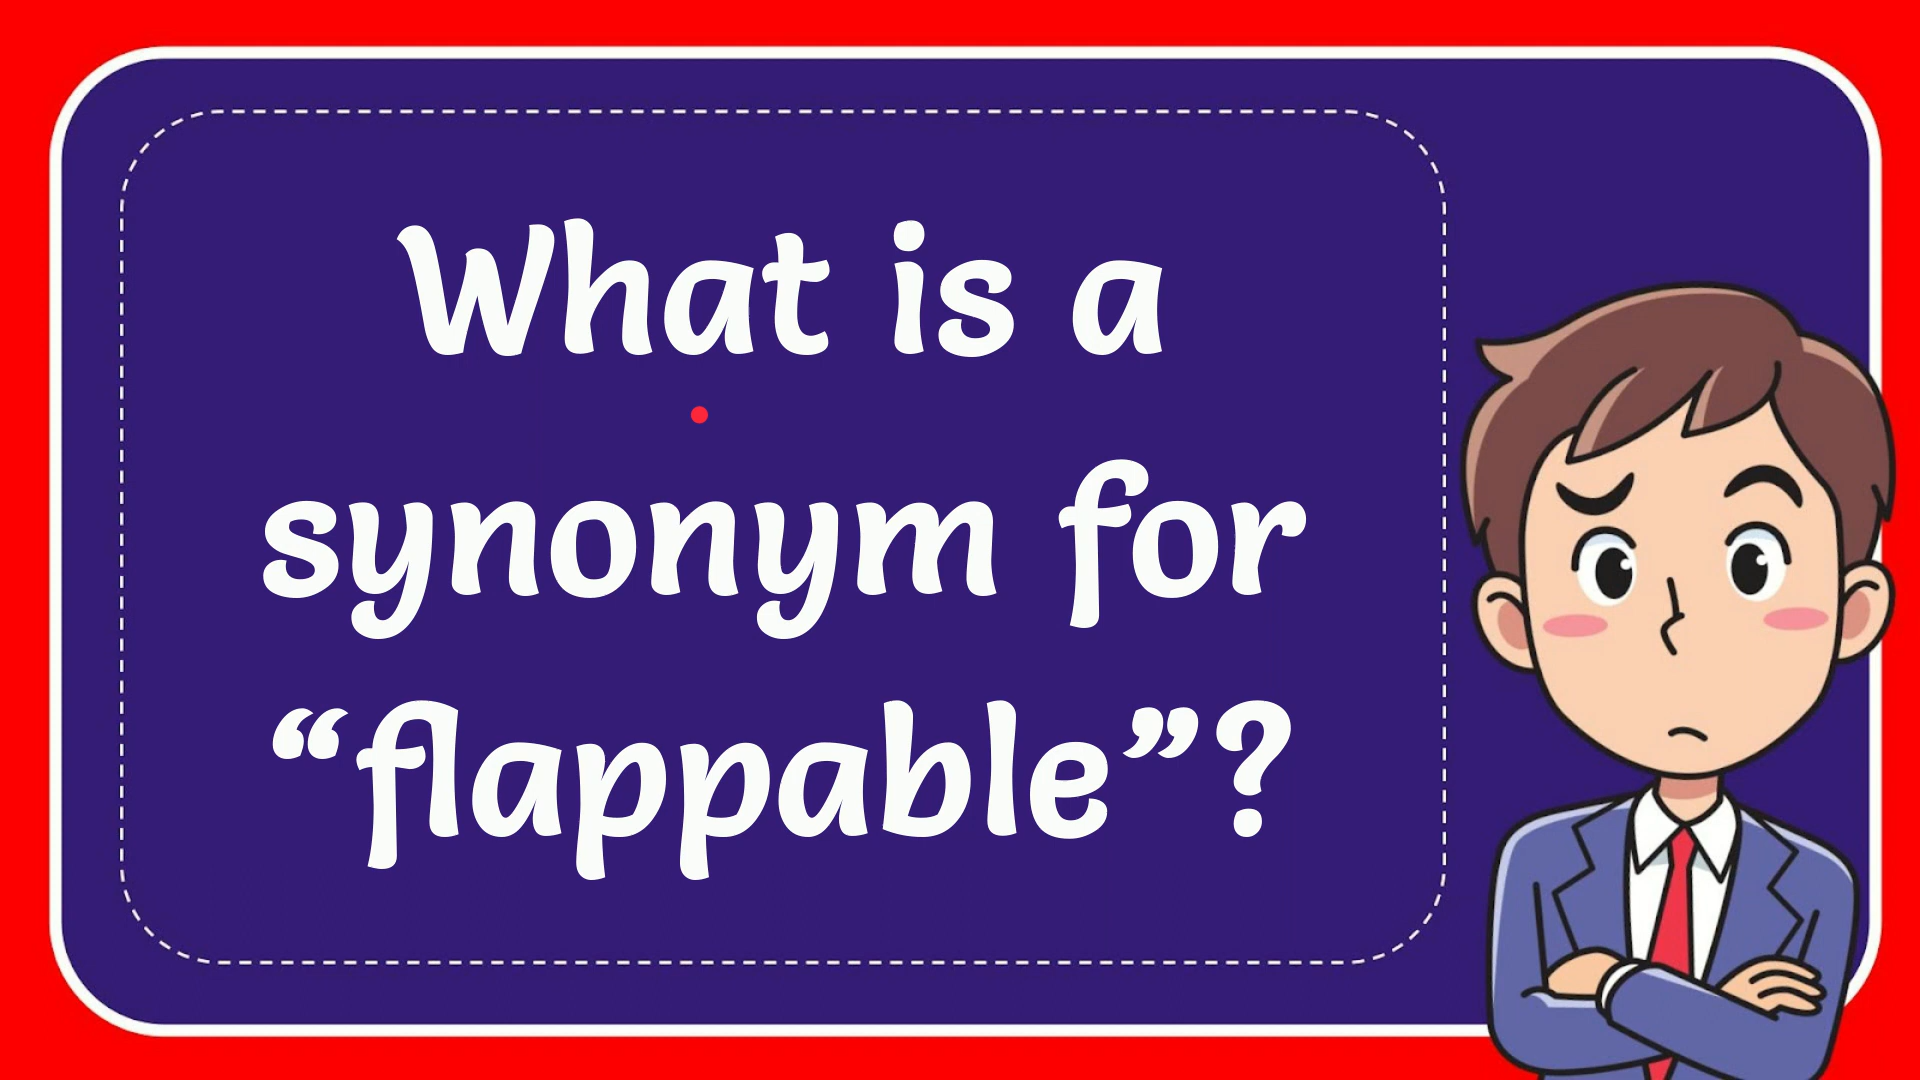 What is a
synonym for
“flappable”?